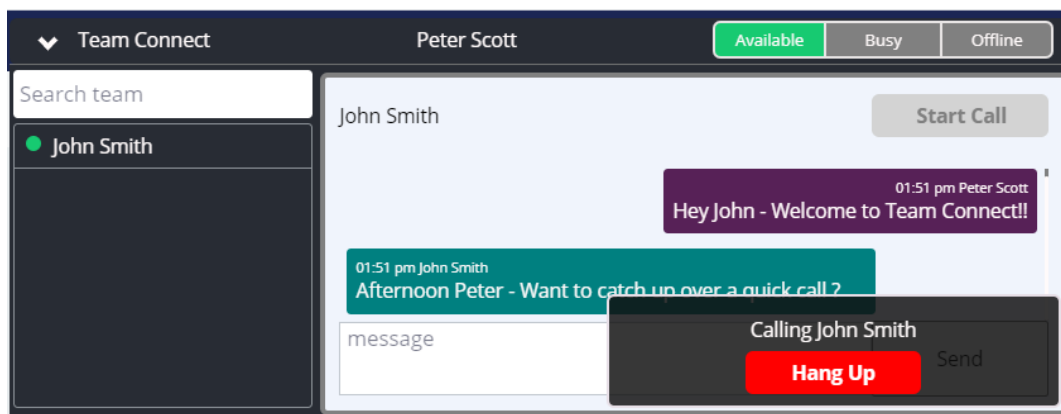 Team Connect
Peter Scott
Available
Busy
Offline
Search team
John Smith
John Smith
Start Call
01:51 pm Peter Scott
Hey John - Welcome to Team Connect!!
01:51 pm John Smith
Afternoon Peter - Want to catch up over a quick call ?
message
Calling John Smith
Send
Hang Up